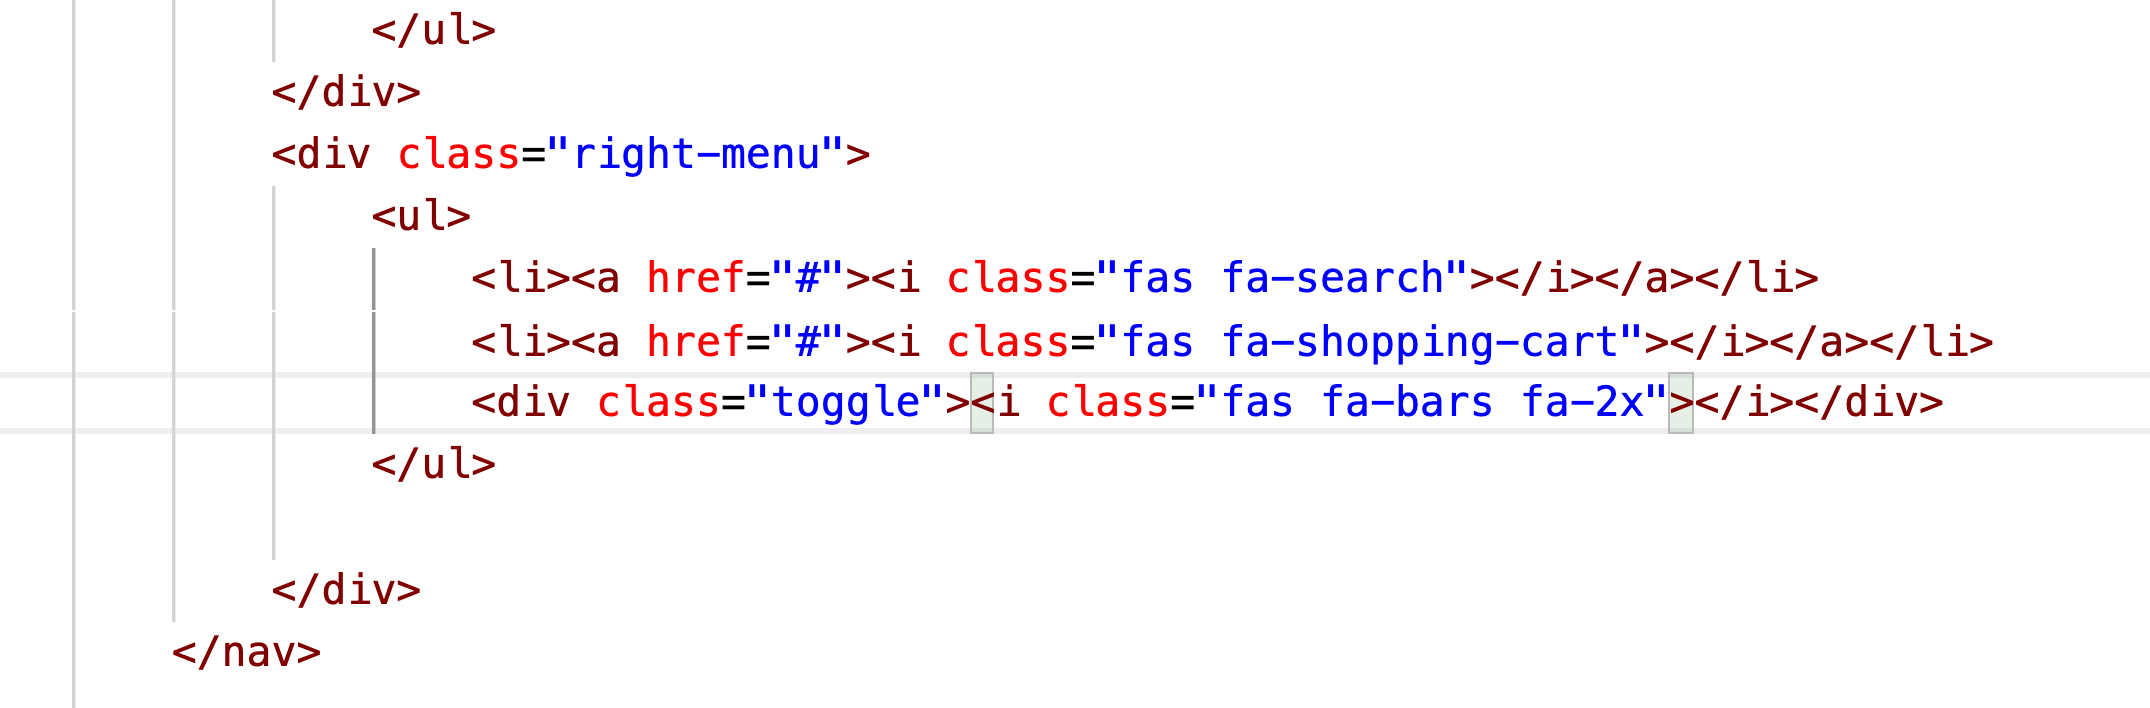 </ul>
</div>
<div class="right-menu">
<ul>
<li><a href="#"><i class="fas fa-search"></i></a></li>
<li><a href="#"><i class="fas fa-shopping-cart"></i></a></li>
<div class="toggle"><i class="fas fa-bars fa-2x"></i></div>
</ul>
</div>
</nav>